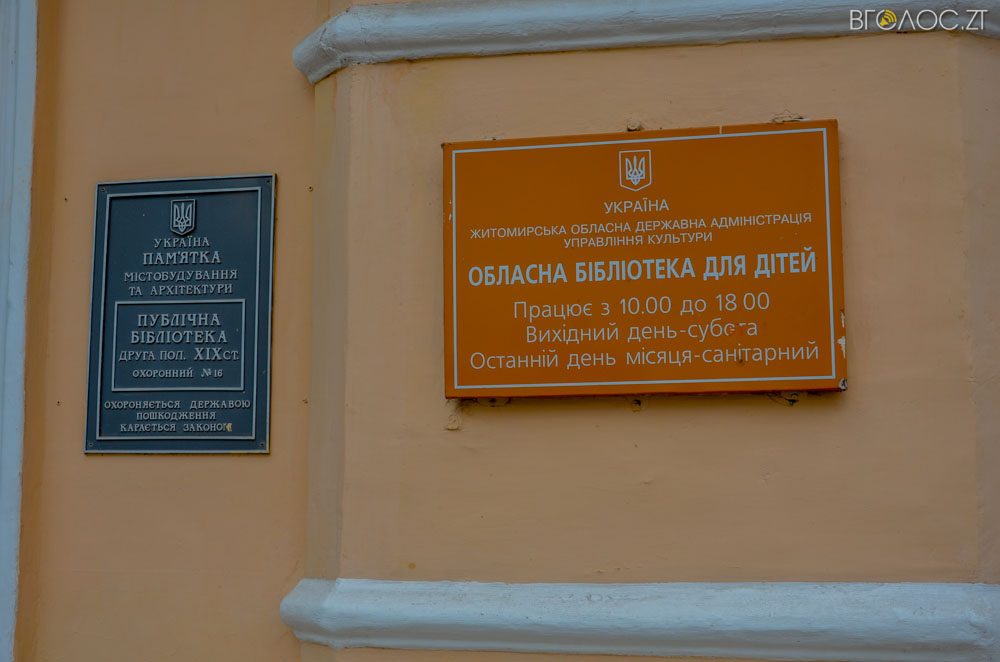 ВГОЛОС.ZT
УКРАЇНА
ПАМ'ЯТКА
МІСТОБУДУВАННЯ
ТА АРХІТЕКТУРИ
ПУБЛІЧНА
БІБЛІОТЕКА
ДРУГА ПОЛ. XIX СТ.
ОХОРОННИЙ №16
ОХОРОНЯЄТЬСЯ ДЕРЖАВОЮ
ПОШКОДЖЕННЯ
КАРАЄТЬСЯ ЗАКОНОМ
УКРАЇНА
ЖИТОМИРСЬКА ОБЛАСНА ДЕРЖАВНА АДМІНІСТРАЦІЯ
УПРАВЛІННЯ КУЛЬТУРИ
ОБЛАСНА БІБЛІОТЕКА ДЛЯ ДІТЕЙ
Працює з 10.00 до 18 00
Вихідний день-субота
Останній день місяця-санітарний